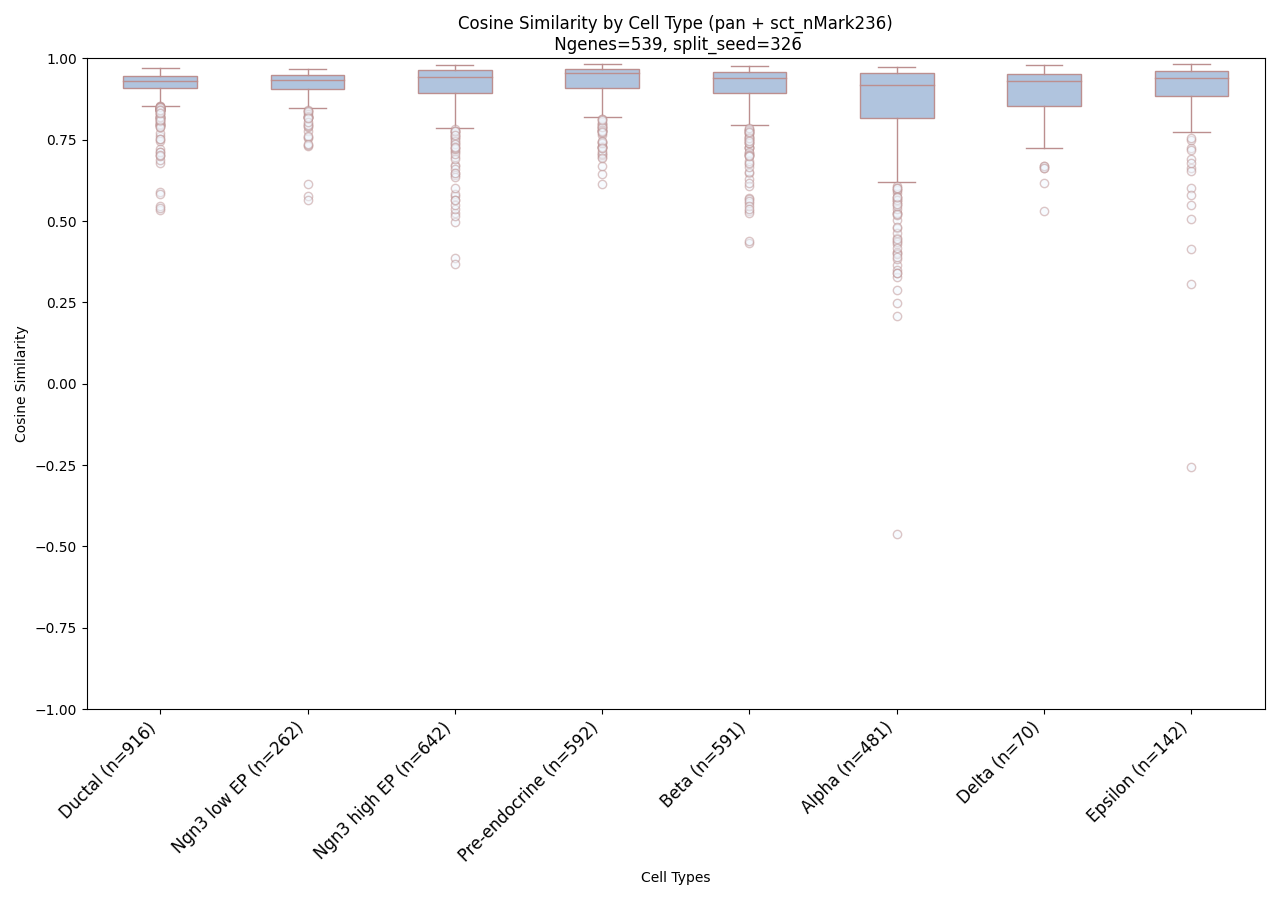 Cosine Similarity by Cell Type (pan + sct_nMark236)
Ngenes=539, split_seed=326
1.00
0.75
0.50
0.25
0.00
−0.25
−0.50
−0.75
−1.00
Cosine Similarity
Ductal (n=916)
Ngn3 low EP (n=262)
Ngn3 high EP (n=642)
Pre-endocrine (n=592)
Beta (n=591)
Alpha (n=481)
Delta (n=70)
Epsilon (n=142)
Cell Types